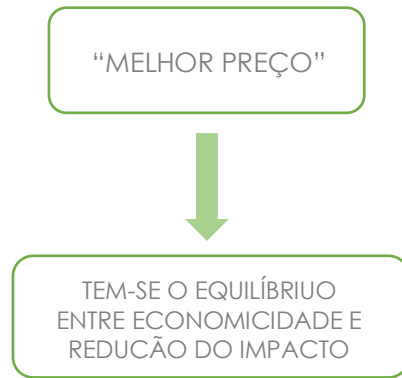 “MELHOR PREÇO”
TEM-SE O EQUILÍBRIUO
ENTRE ECONOMICIDADE E
REDUCÃO DO IMPACTO